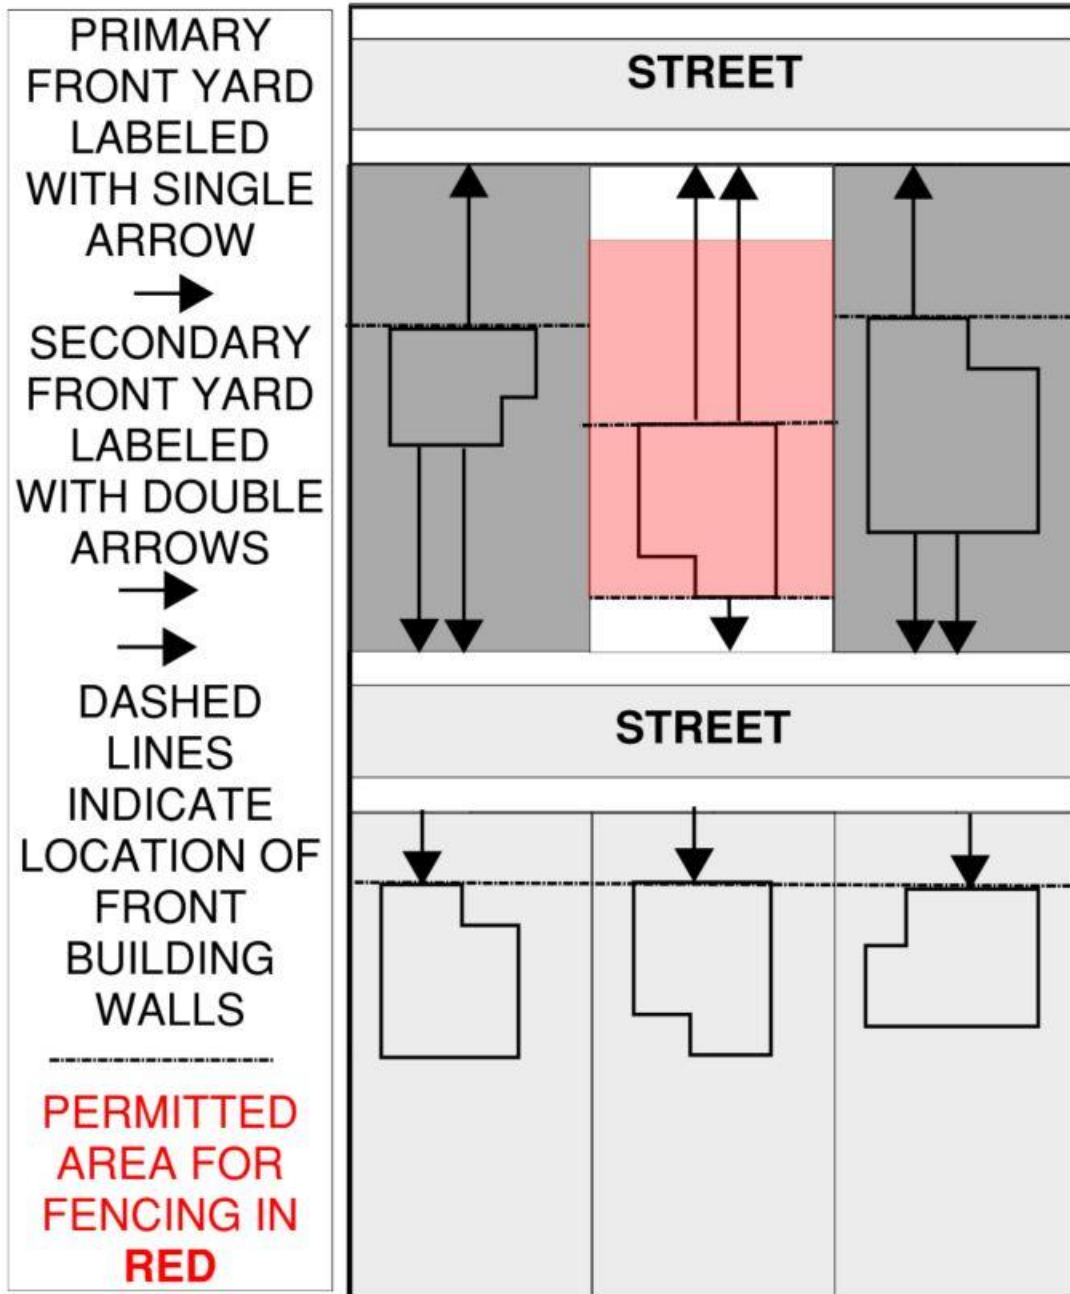 PRIMARY
FRONT YARD
LABELED
WITH SINGLE
ARROW
SECONDARY
FRONT YARD
LABELED
WITH DOUBLE
ARROWS
DASHED
LINES
INDICATE
LOCATION OF
FRONT
BUILDING
WALLS
PERMITTED
AREA FOR
FENCING IN
RED
STREET
STREET